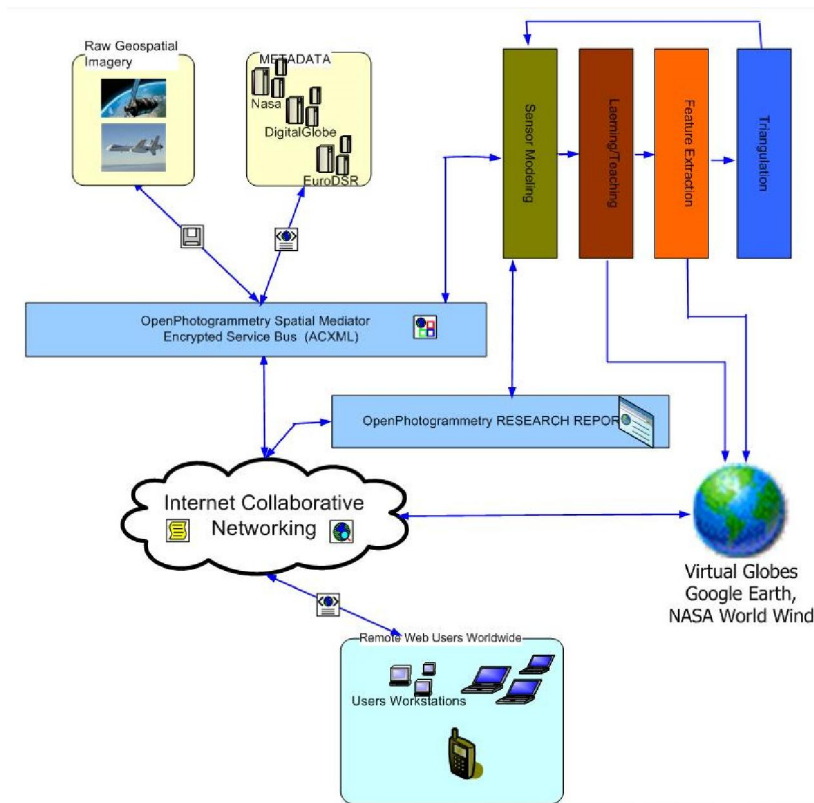 Raw Geospatial
Imagery
METADATA
Nasa
DigitalGlobe
EuroDSR
Sensor Modeling
Laerning/Teaching
Feature Extraction
Triangulation
OpenPhotogrammetry Spatial Mediator
Encrypted Service Bus (ACXML)
OpenPhotogrammetry RESEARCH REPOR
Internet Collaborative
Networking
Virtual Globes
Google Earth,
NASA World Wind
Remote Web Users Worldwide
Users Workstations